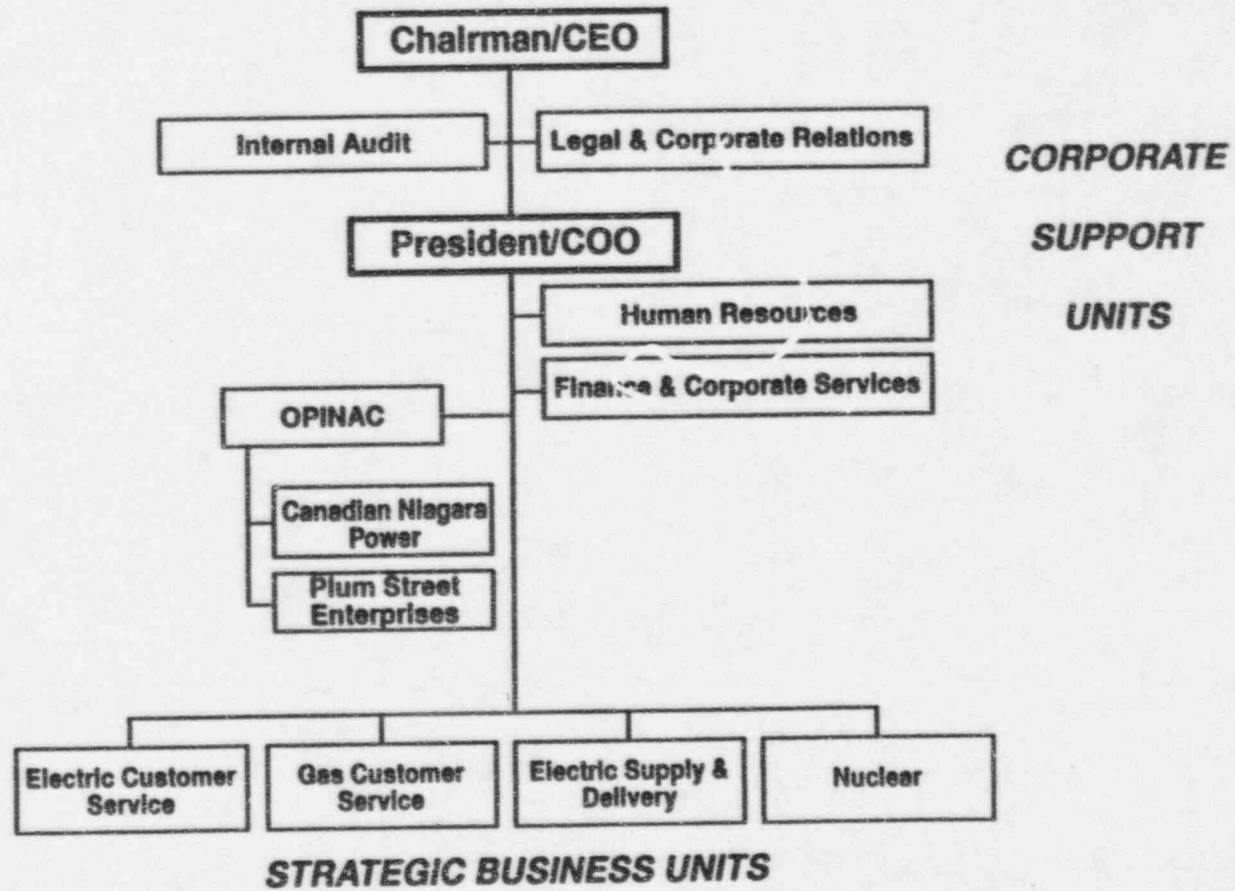 Chairman/CEO
Internal Audit
Legal & Corporate Relations
CORPORATE
President/COO
SUPPORT
Human Resources
UNITS
Finance & Corporate Services
OPINAC
Canadian Niagara
Power
Plum Street
Enterprises
Electric Customer
Service
Gas Customer
Service
Electric Supply &
Delivery
Nuclear
STRATEGIC BUSINESS UNITS